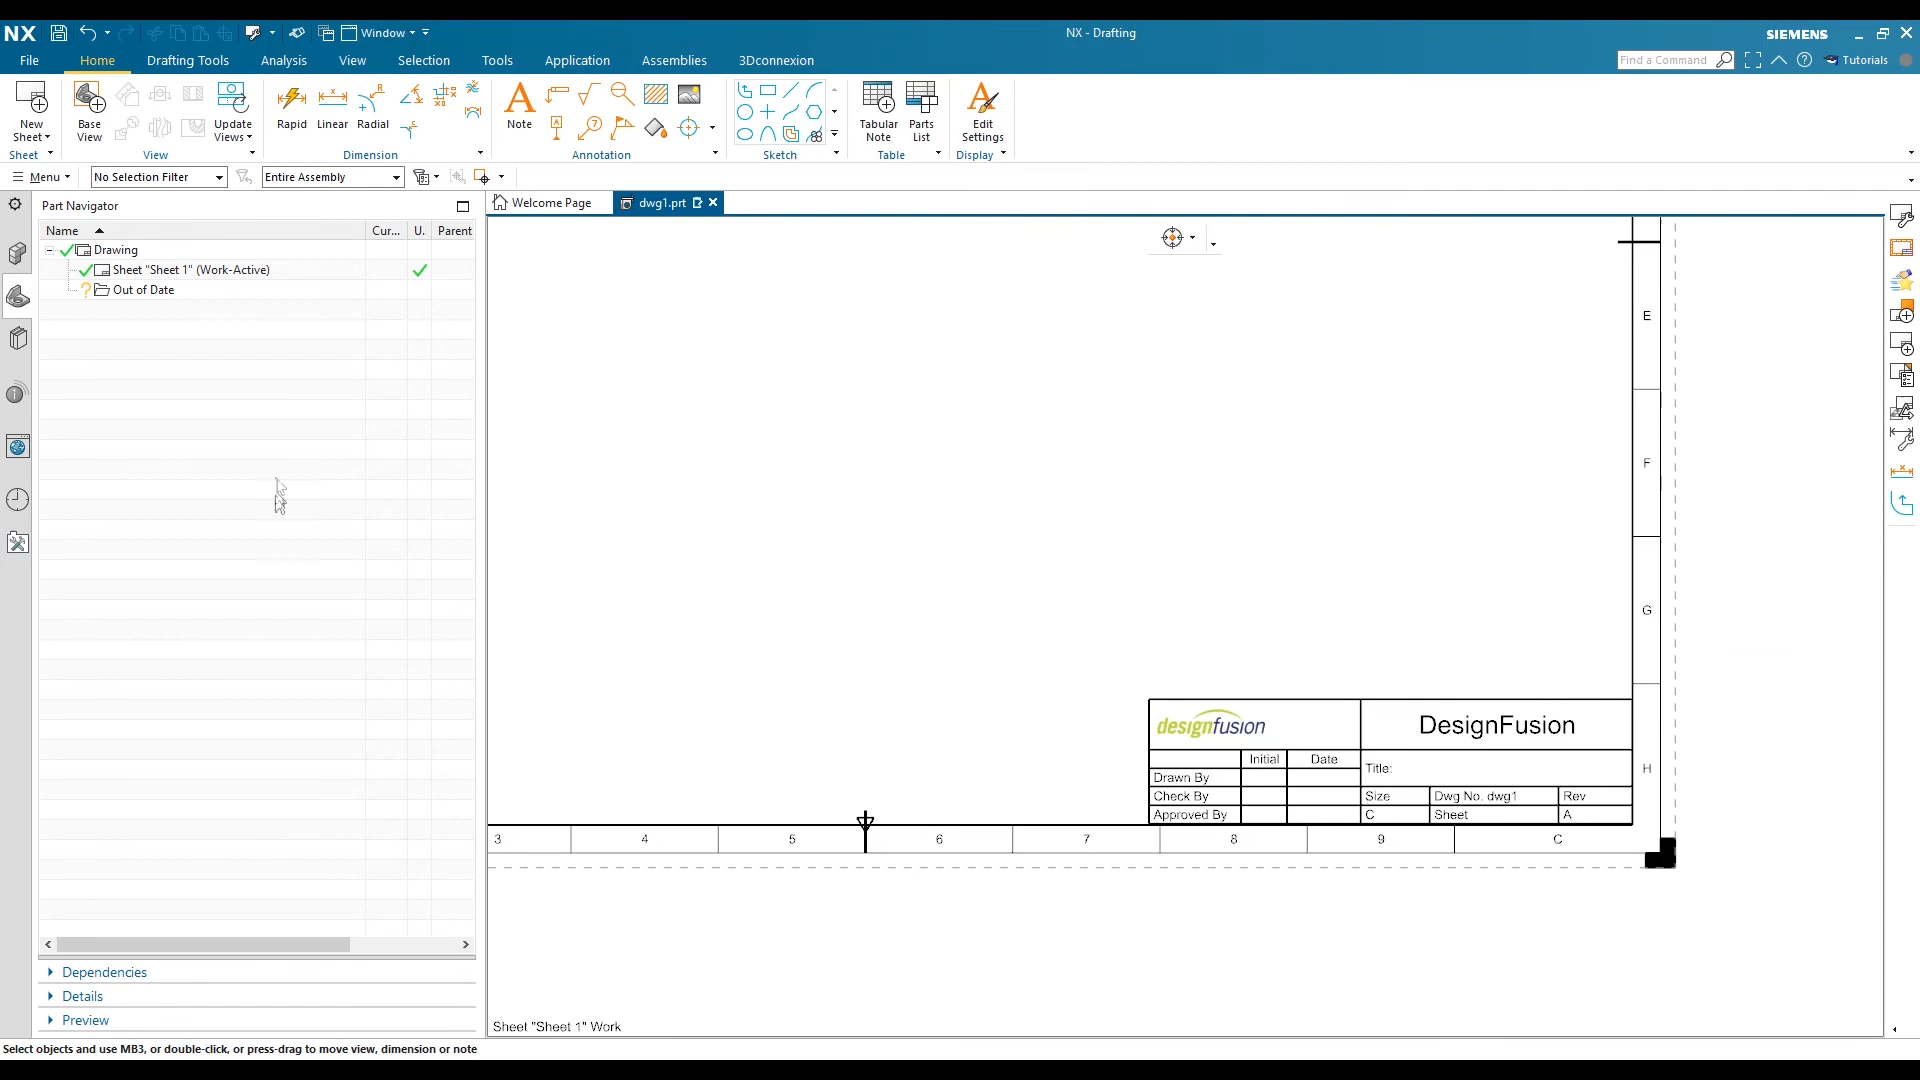 NX
Window
NX - Drafting
SIEMENS
File
Home
Drafting Tools
Analysis
View
Selection
Tools
Application
Assemblies
3Dconnexion
Find a Command
Tutorials
New Sheet
Base View
Update Views
Rapid
Linear
Radial
Note
Tabular Note
Parts List
Edit Settings
Sheet
View
Dimension
Annotation
Sketch
Table
Display
Menu
No Selection Filter
Entire Assembly
Part Navigator
Welcome Page
dwg1.prt
Name
Cur...
U.
Parent
Drawing
Sheet "Sheet 1" (Work-Active)
Out of Date
E
F
G
H
designfusion
DesignFusion
Initial
Date
Title:
Drawn By
Check By
Size
Dwg No. dwg1
Rev
Approved By
C
Sheet
A
3
4
5
6
7
8
9
C
Dependencies
Details
Preview
Sheet "Sheet 1" Work
Select objects and use MB3, or double-click, or press-drag to move view, dimension or note